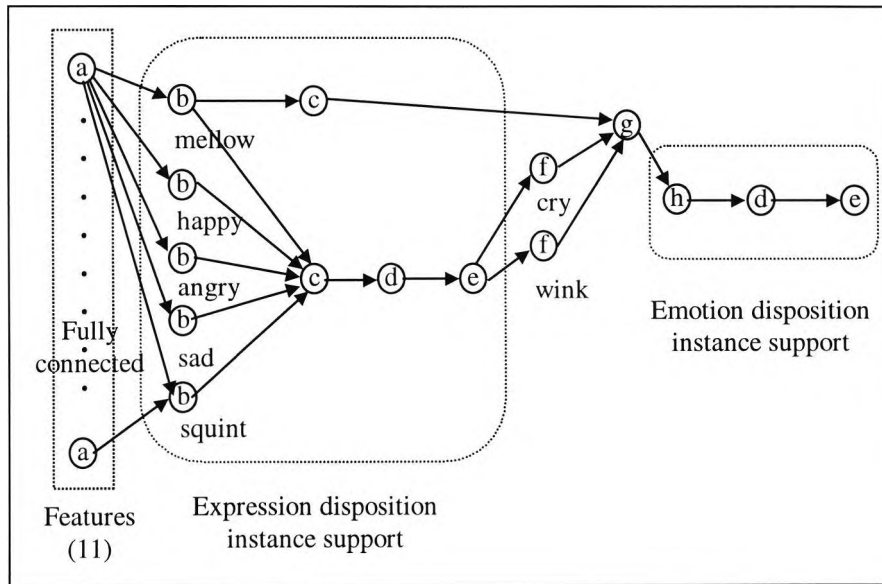 a
b
c
mellow
g
b
happy
f
cry
h
d
e
b
angry
c
d
e
f
wink
b
sad
Fully
connected
b
squint
a
Emotion disposition
instance support
Features
(11)
Expression disposition
instance support